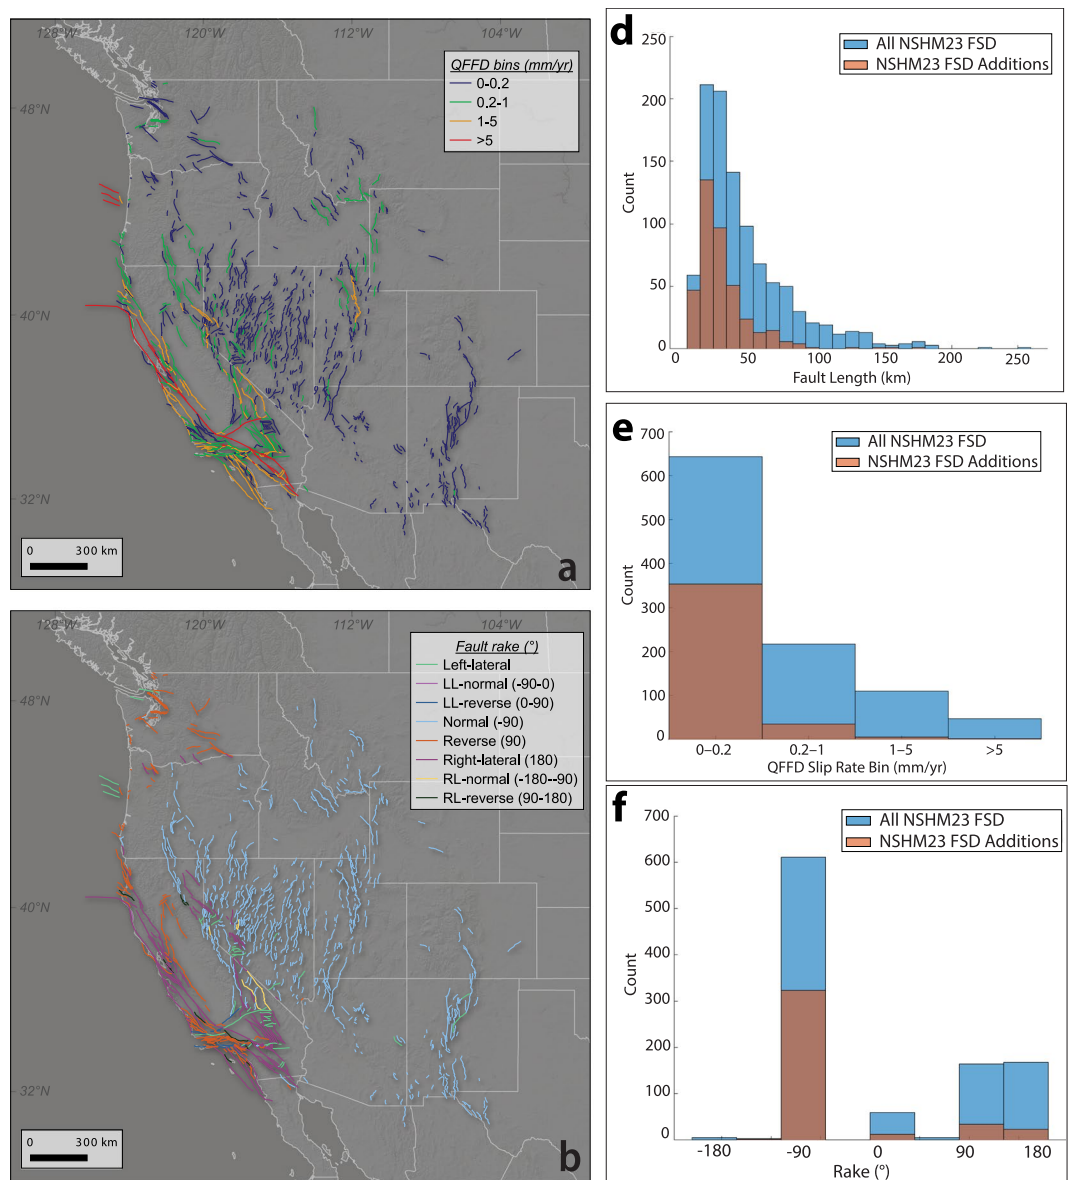 128°W 120°W 112°W 104°W
48°N
40°N
32°N
QFFD bins (mm/yr)
0-0.2
0.2-1
1-5
>5
0 300 km
a
128°W 120°W 112°W 104°W
48°N
40°N
32°N
Fault rake (°)
Left-lateral
LL-normal (-90-0)
LL-reverse (0-90)
Normal (-90)
Reverse (90)
Right-lateral (180)
RL-normal (-180--90)
RL-reverse (90-180)
0 300 km
b
d
All NSHM23 FSD
NSHM23 FSD Additions
250
200
150
100
50
0
Count
0 50 100 150 200 250
Fault Length (km)
e
All NSHM23 FSD
NSHM23 FSD Additions
700
600
500
400
300
200
100
0
Count
0–0.2 0.2–1 1–5 >5
QFFD Slip Rate Bin (mm/yr)
f
All NSHM23 FSD
NSHM23 FSD Additions
700
600
500
400
300
200
100
0
Count
-180 -90 0 90 180
Rake (°)